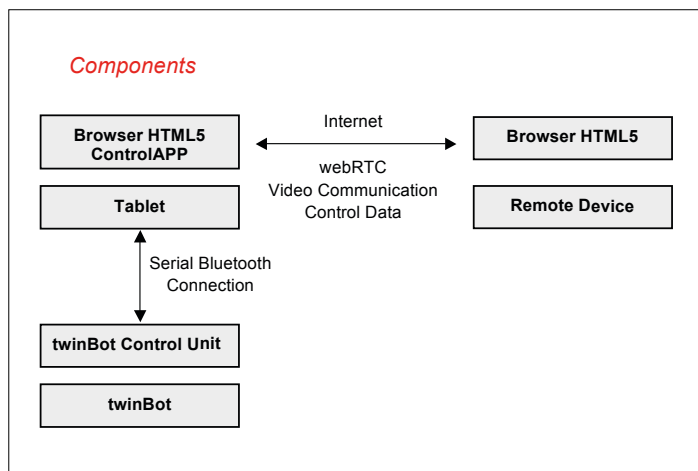 Components
Browser HTML5
ControlAPP
Tablet
Internet
webRTC
Video Communication
Control Data
Browser HTML5
Remote Device
Serial Bluetooth
Connection
twinBot Control Unit
twinBot